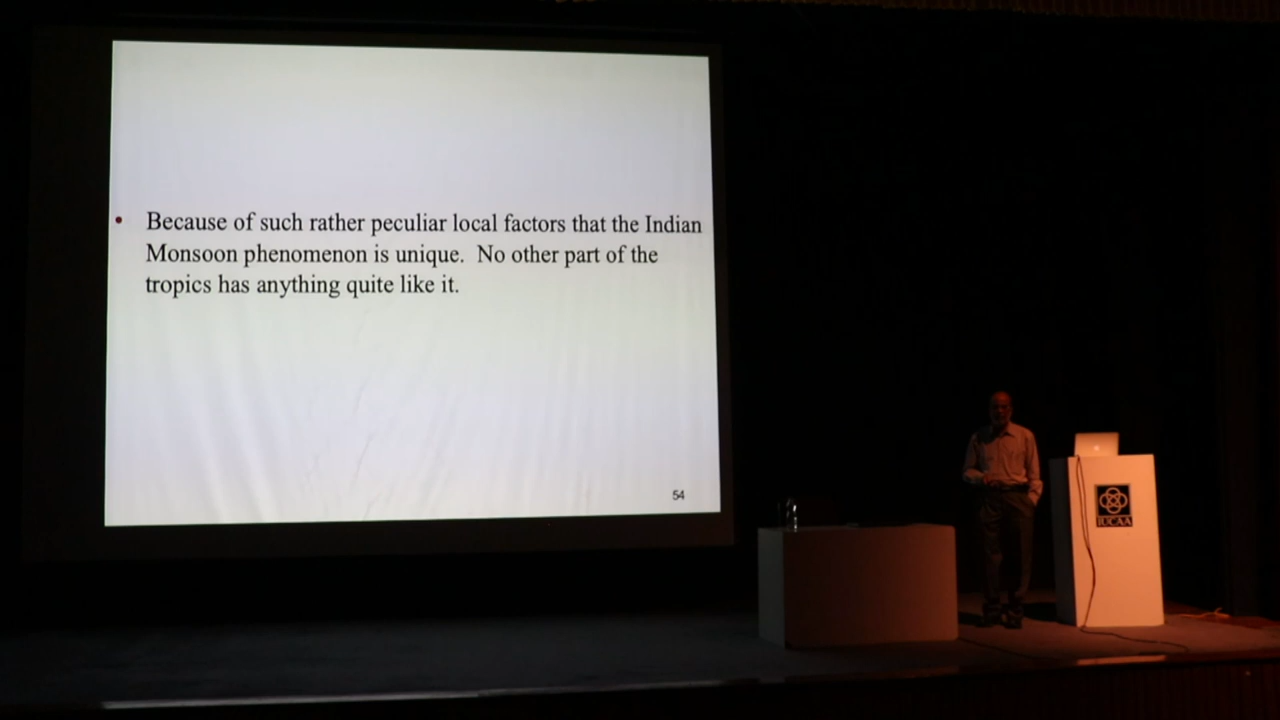 Because of such rather peculiar local factors that the Indian
Monsoon phenomenon is unique.  No other part of the
tropics has anything quite like it.
54
IUCAA